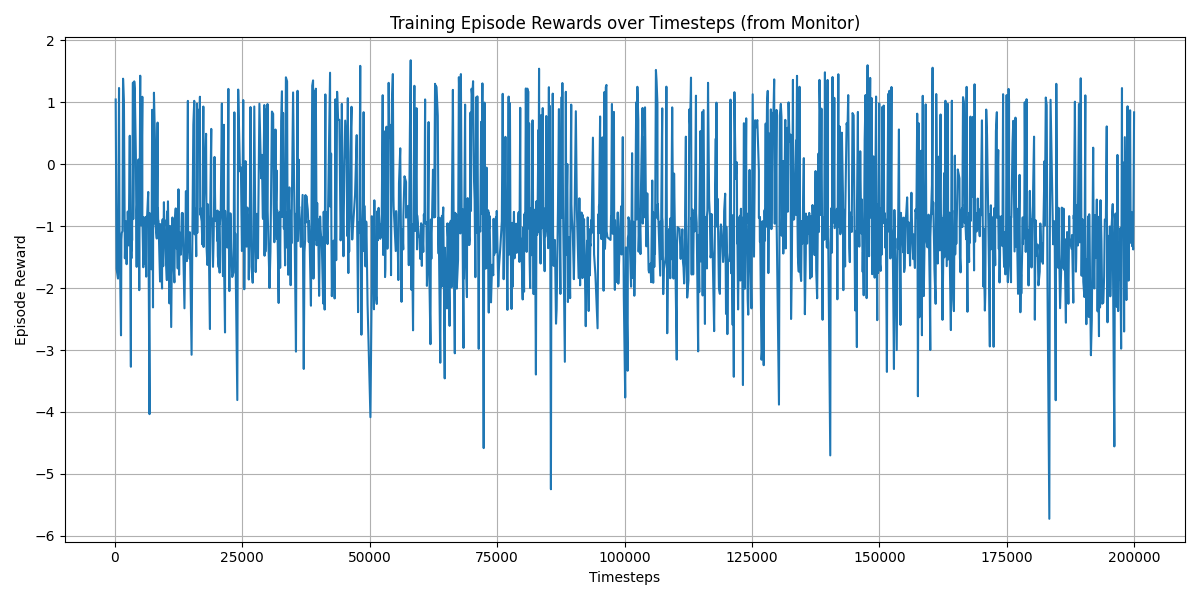 Training Episode Rewards over Timesteps (from Monitor)
2
1
0
−1
−2
−3
−4
−5
−6
Episode Reward
0 25000 50000 75000 100000 125000 150000 175000 200000
Timesteps